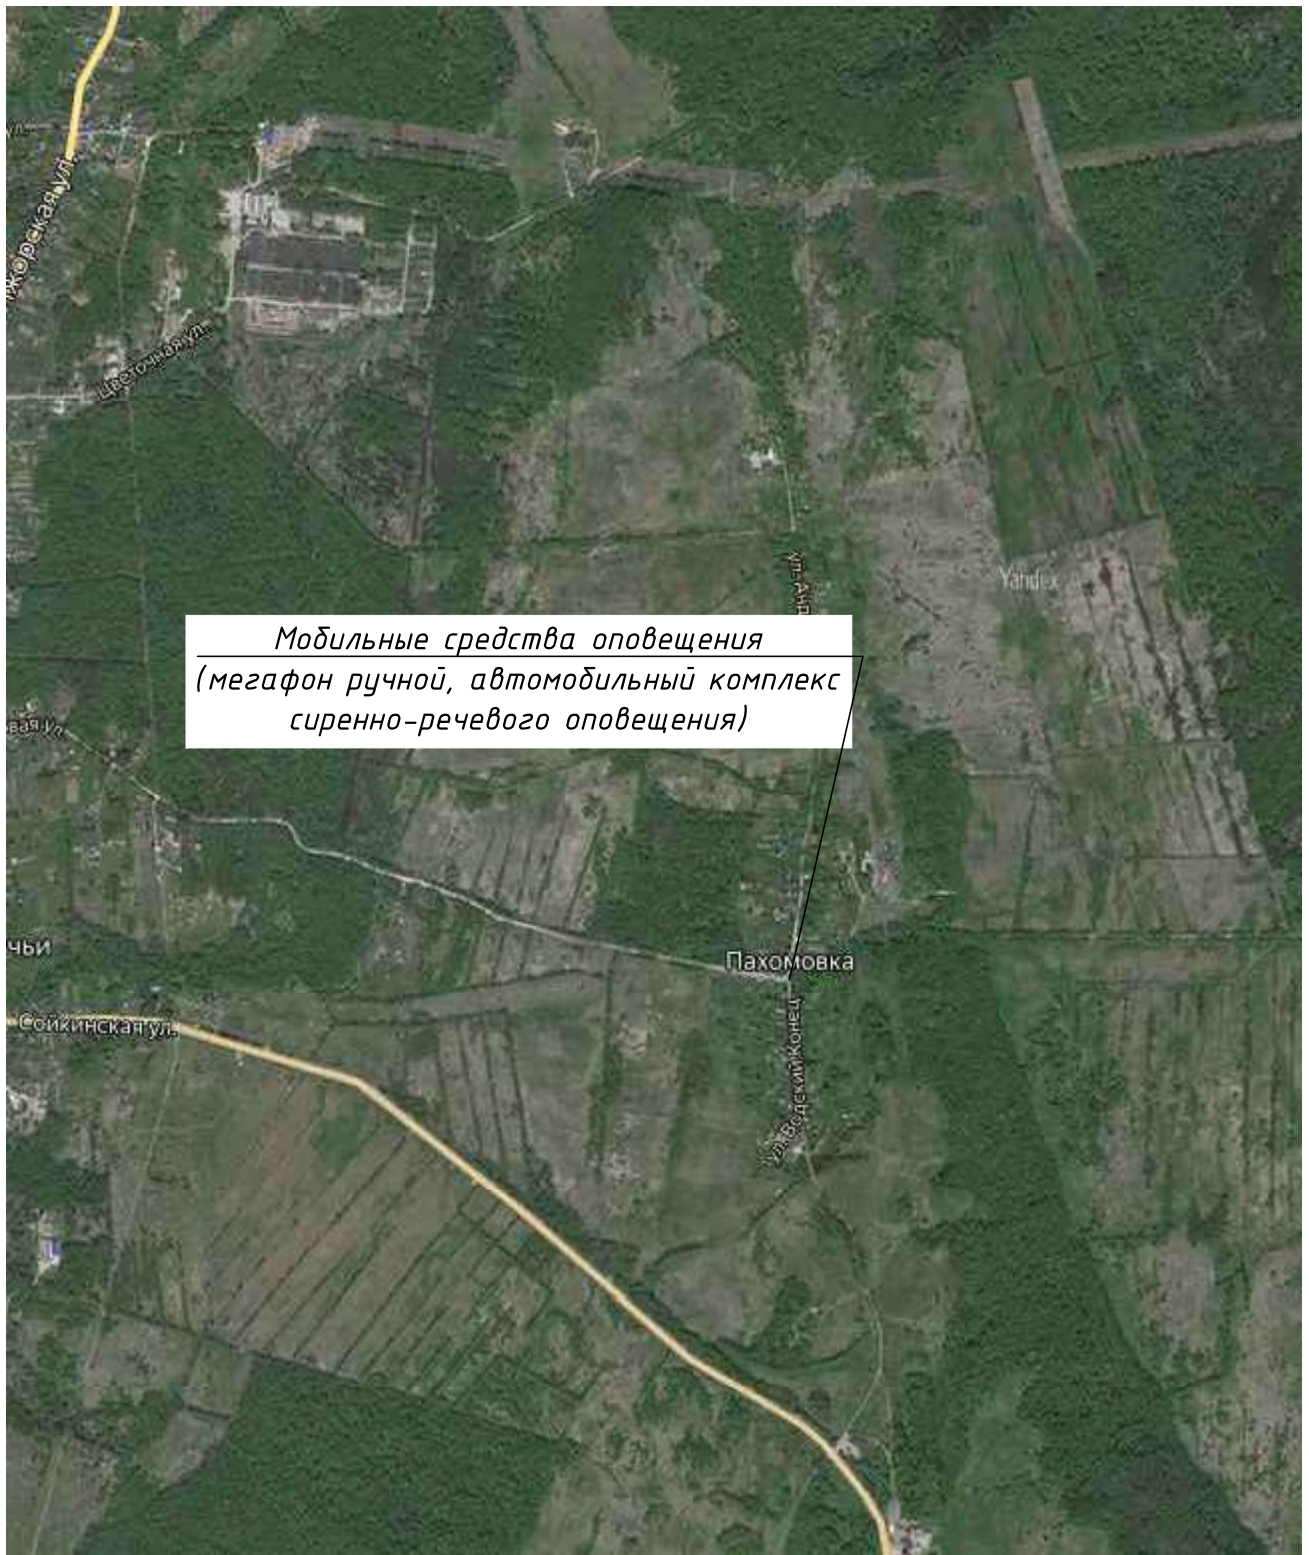 ул.
Цветочная ул.
Yandex
Мобильные средства оповещения
(мегафон ручной, автомобильный комплекс
сиренно-речевого оповещения)
Пахомовка
Сойкинская ул.
ул. Водский Конец